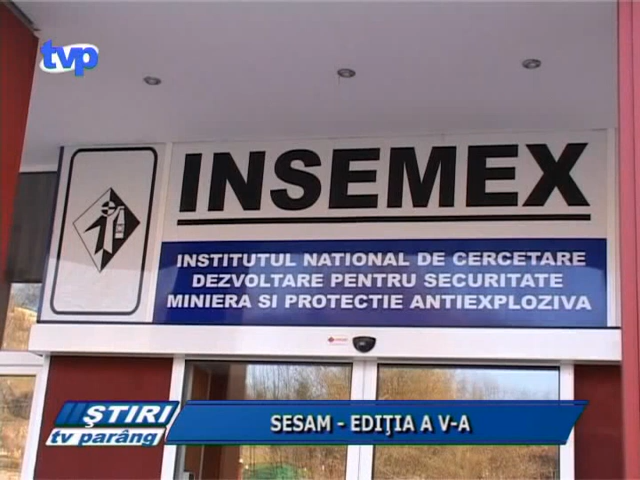 tvp
INSEMEX
INSTITUTUL NATIONAL DE CERCETARE
DEZVOLTARE PENTRU SECURITATE
MINIERA SI PROTECTIE ANTIEXPLOZIVA
ŞTIRI
tv parâng
SESAM - EDIŢIA A V-A